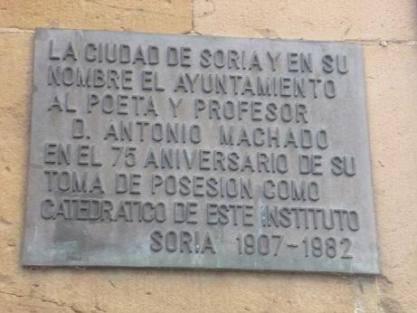 LA CIUDAD DE SORIA Y EN SU
NOMBRE EL AYUNTAMIENTO
AL POETA Y PROFESOR
D. ANTONIO MACHADO
EN EL 75 ANIVERSARIO DE SU
TOMA DE POSESION COMO
CATEDRATICO DE ESTE INSTITUTO
SORIA 1907-1982